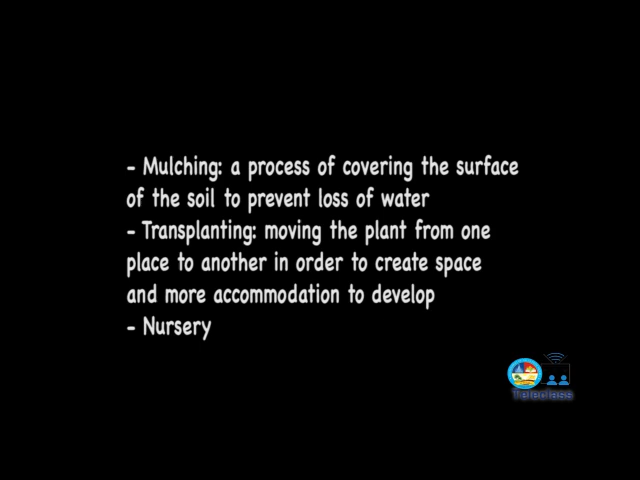 - Mulching: a process of covering the surface
of the soil to prevent loss of water
- Transplanting: moving the plant from one
place to another in order to create space
and more accommodation to develop
- Nursery
Teleclass